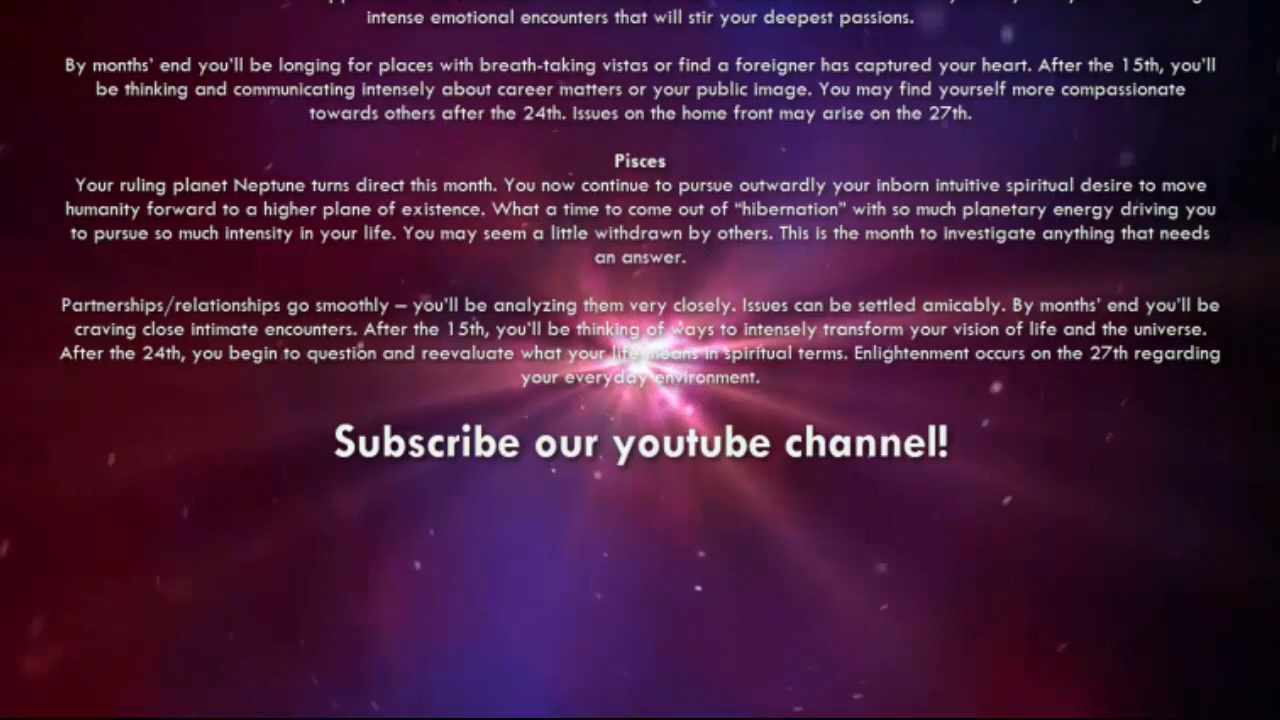 intense emotional encounters that will stir your deepest passions.
By months' end you'll be longing for places with breath-taking vistas or find a foreigner has captured your heart. After the 15th, you'll
be thinking and communicating intensely about career matters or your public image. You may find yourself more compassionate
towards others after the 24th. Issues on the home front may arise on the 27th.
Pisces
Your ruling planet Neptune turns direct this month. You now continue to pursue outwardly your inborn intuitive spiritual desire to move
humanity forward to a higher plane of existence. What a time to come out of "hibernation" with so much planetary energy driving you
to pursue so much intensity in your life. You may seem a little withdrawn by others. This is the month to investigate anything that needs
an answer.
Partnerships/relationships go smoothly – you'll be analyzing them very closely. Issues can be settled amicably. By months' end you'll be
craving close intimate encounters. After the 15th, you'll be thinking of ways to intensely transform your vision of life and the universe.
After the 24th, you begin to question and reevaluate what your life means in spiritual terms. Enlightenment occurs on the 27th regarding
your everyday environment.
Subscribe our youtube channel!